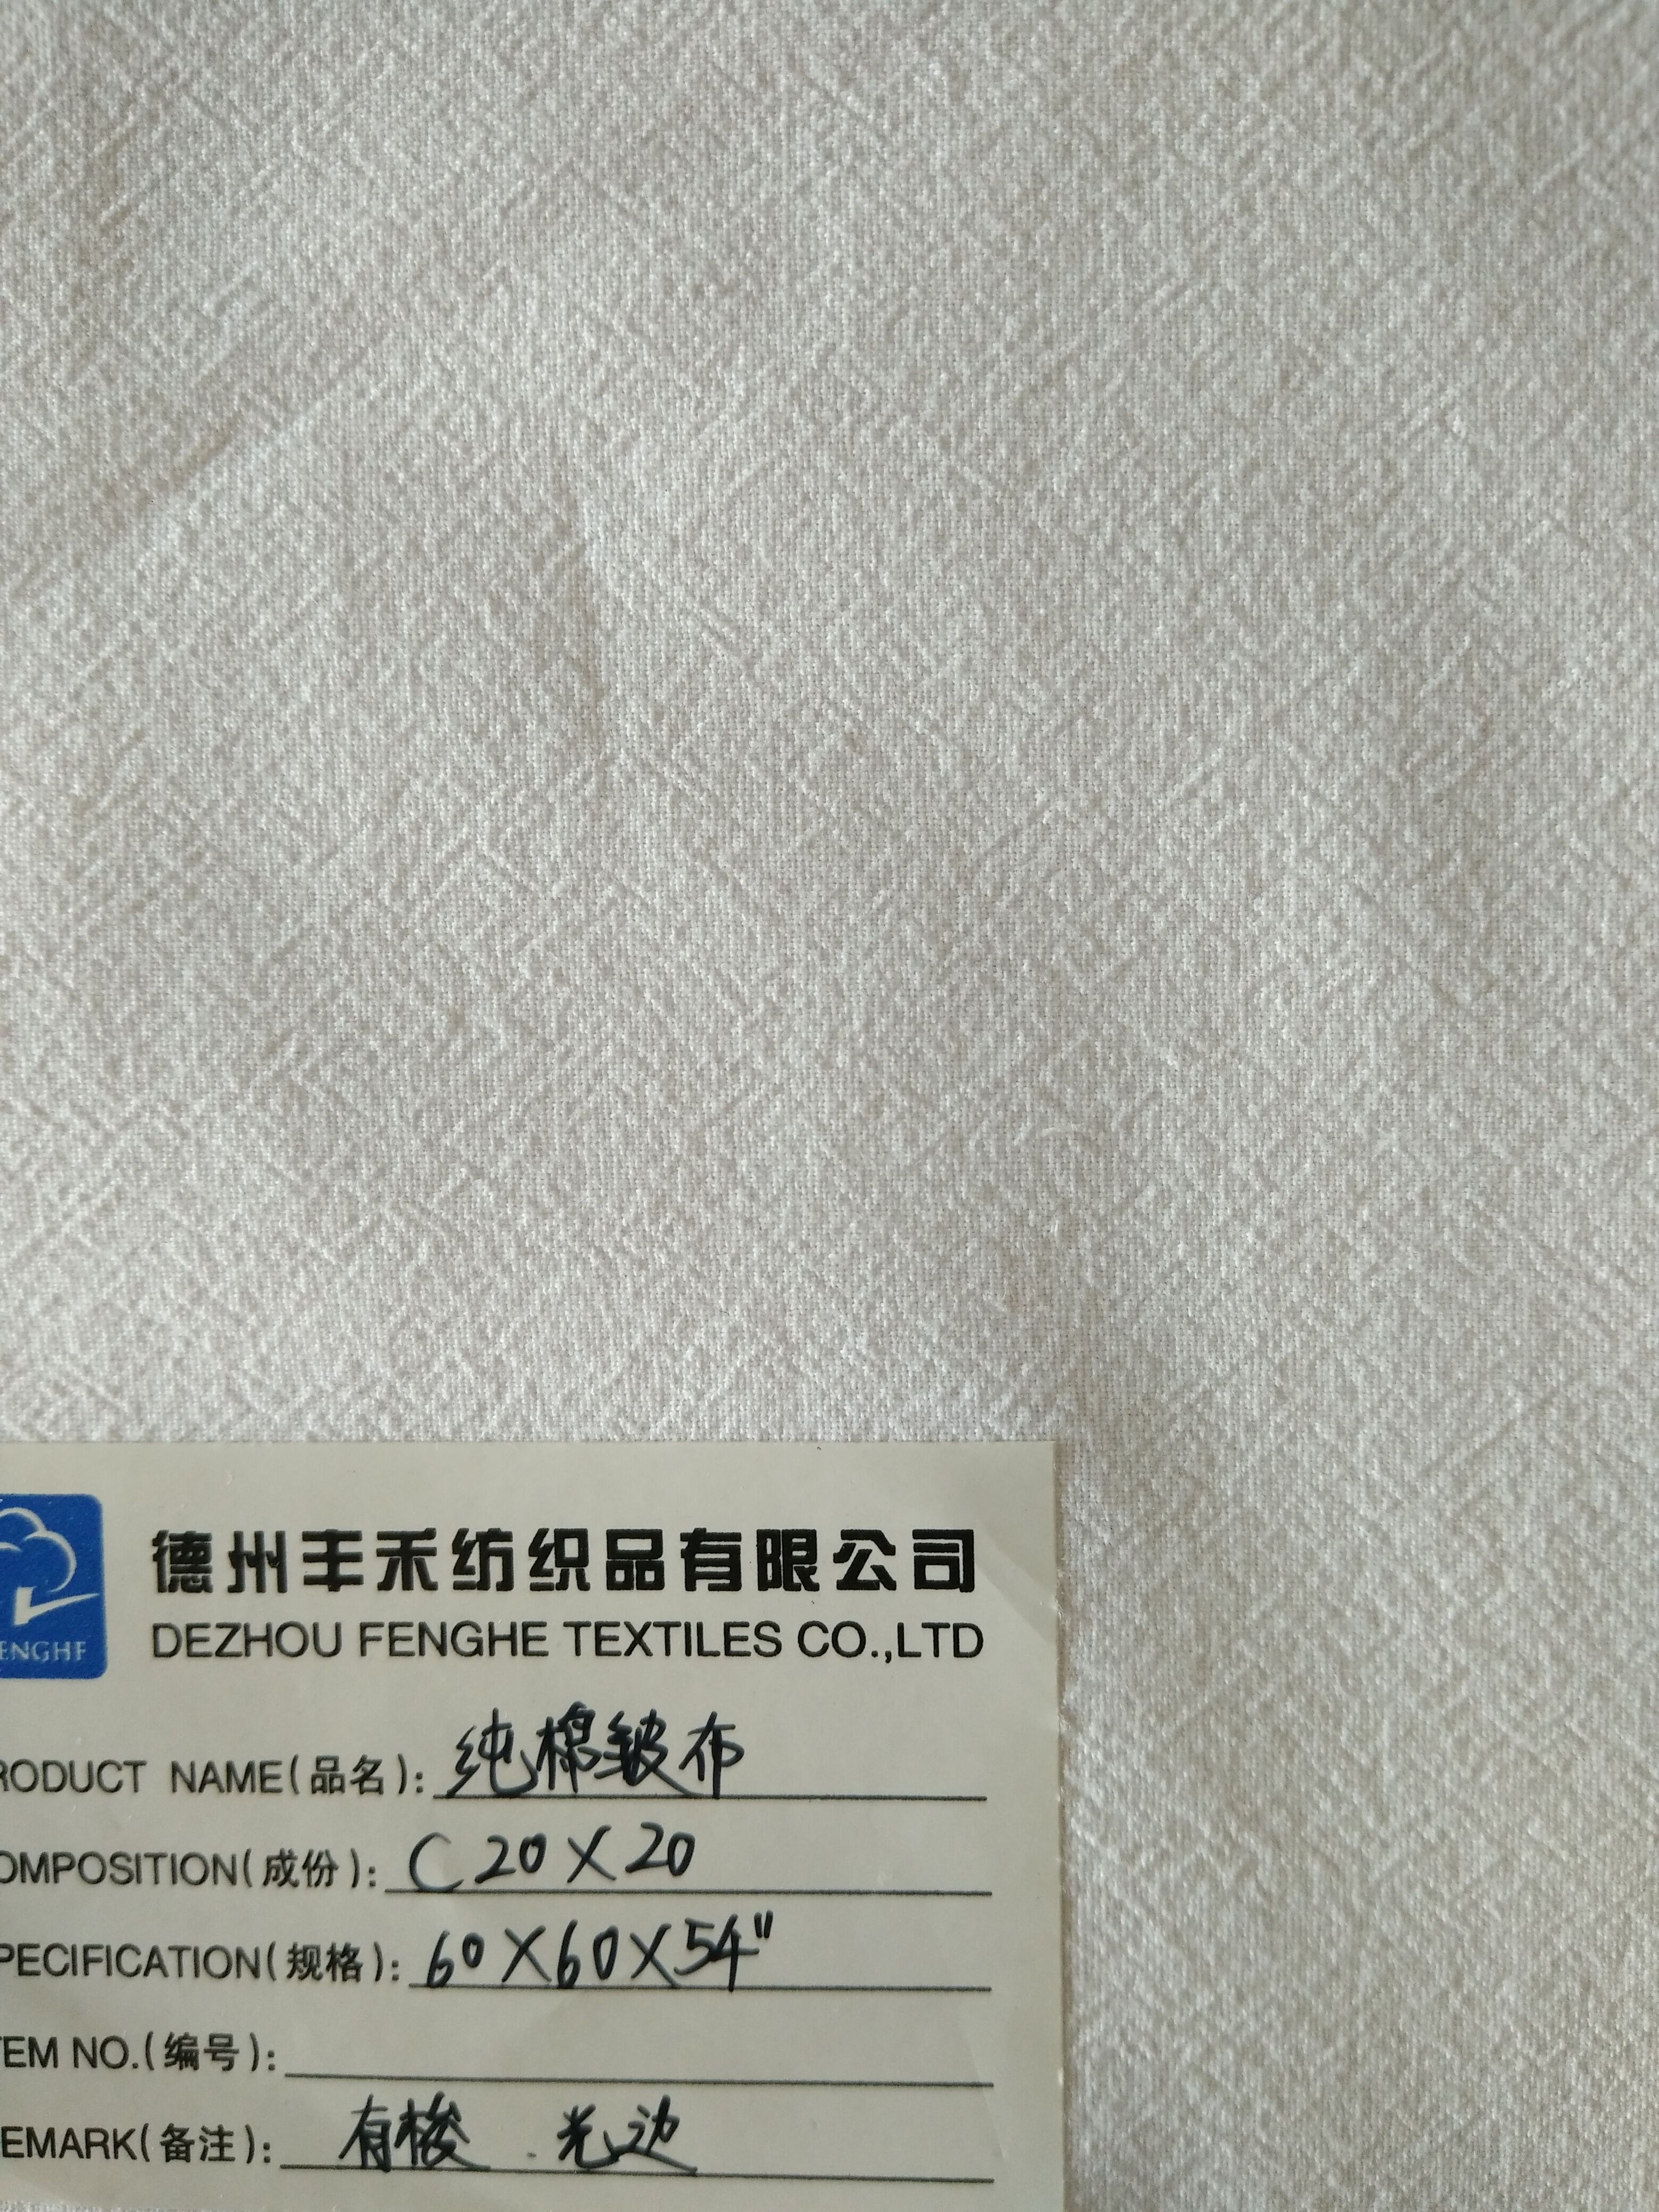 德州丰禾纺织品有限公司
DEZHOU FENGHE TEXTILES CO.,LTD
ENGHE
RODUCT NAME(品名): 纯棉皱布
OMPOSITION(成份): C 20X20
PECIFICATION(规格): 60X60X54"
TEM NO.(编号):
EMARK(备注): 有梭 光边